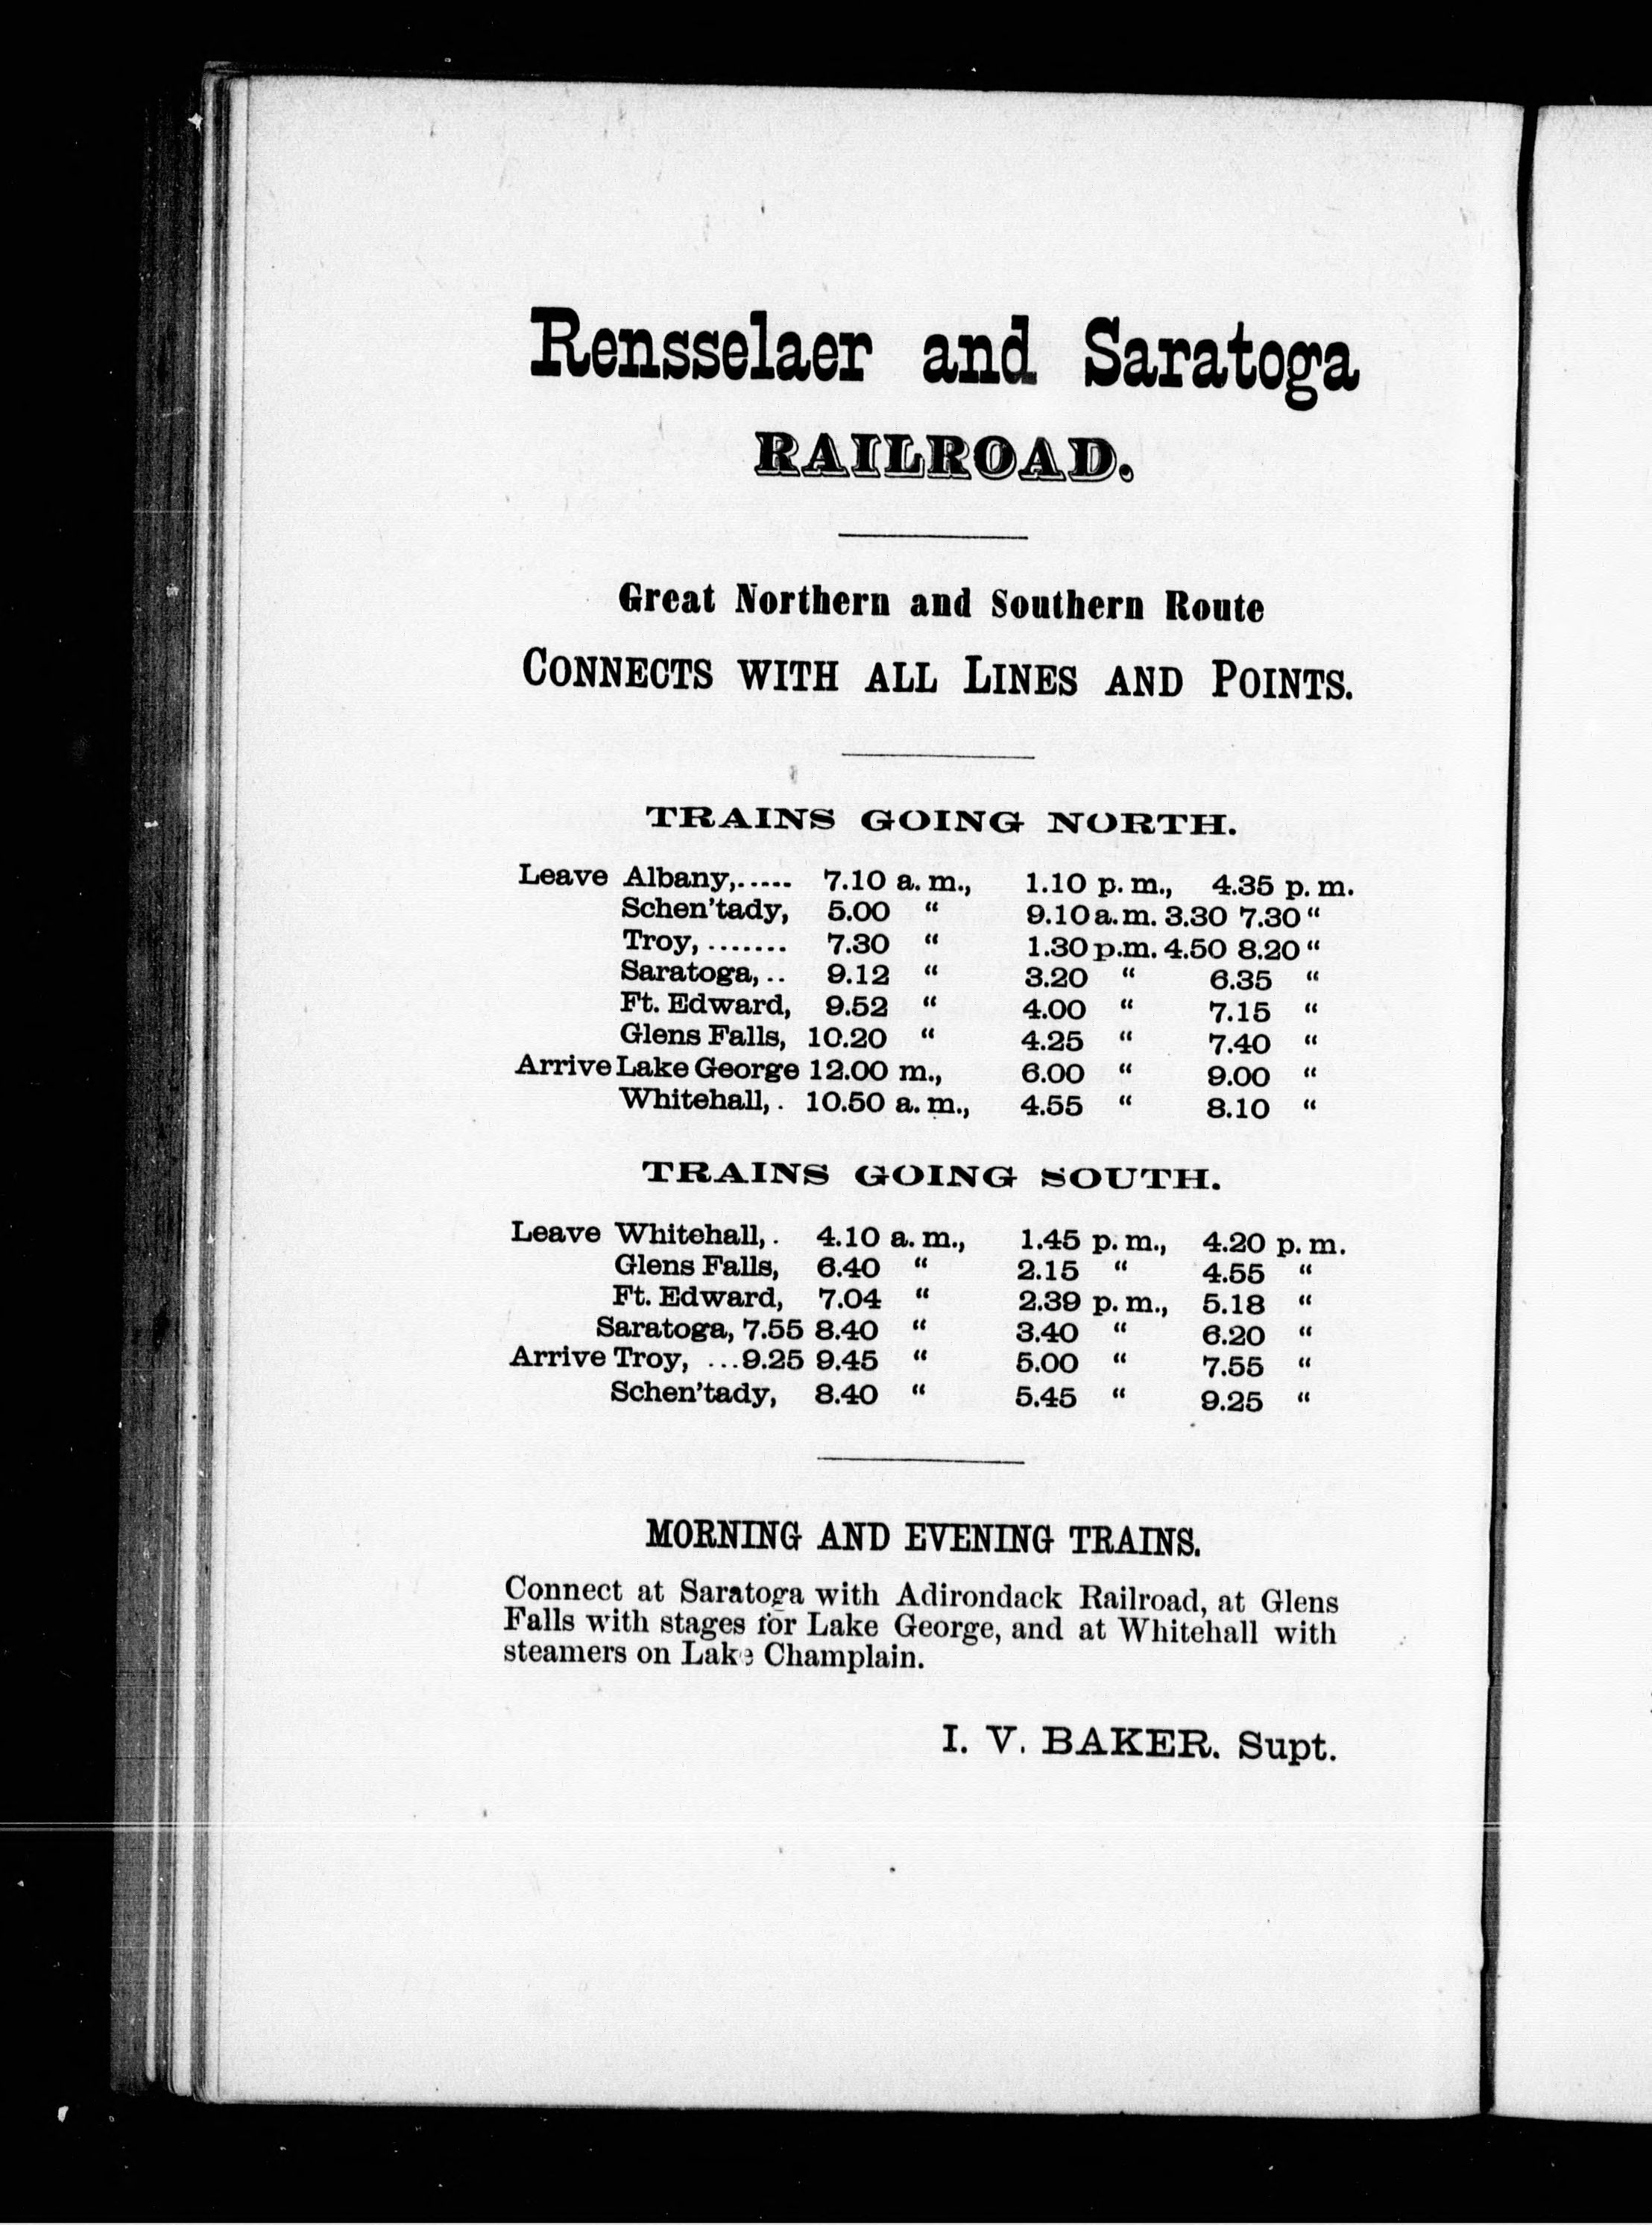 Rensselaer and Saratoga
RAILROAD.
Great Northern and Southern Route
CONNECTS WITH ALL LINES AND POINTS.
TRAINS GOING NORTH.
Leave Albany,..... 7.10 a. m., 1.10 p. m., 4.35 p. m.
Schen'tady, 5.00 “ 9.10 a. m. 3.30 7.30 “
Troy, ....... 7.30 “ 1.30 p.m. 4.50 8.20 “
Saratoga, .. 9.12 “ 3.20 “ 6.35 “
Ft. Edward, 9.52 “ 4.00 “ 7.15 “
Glens Falls, 10.20 “ 4.25 “ 7.40 “
Arrive Lake George 12.00 m., 6.00 “ 9.00 “
Whitehall, . 10.50 a. m., 4.55 “ 8.10 “
TRAINS GOING SOUTH.
Leave Whitehall, . 4.10 a. m., 1.45 p. m., 4.20 p. m.
Glens Falls, 6.40 “ 2.15 “ 4.55 “
Ft. Edward, 7.04 “ 2.39 p. m., 5.18 “
Saratoga, 7.55 8.40 “ 3.40 “ 6.20 “
Arrive Troy, ...9.25 9.45 “ 5.00 “ 7.55 “
Schen'tady, 8.40 “ 5.45 “ 9.25 “
MORNING AND EVENING TRAINS.
Connect at Saratoga with Adirondack Railroad, at Glens
Falls with stages for Lake George, and at Whitehall with
steamers on Lake Champlain.
I. V. BAKER. Supt.